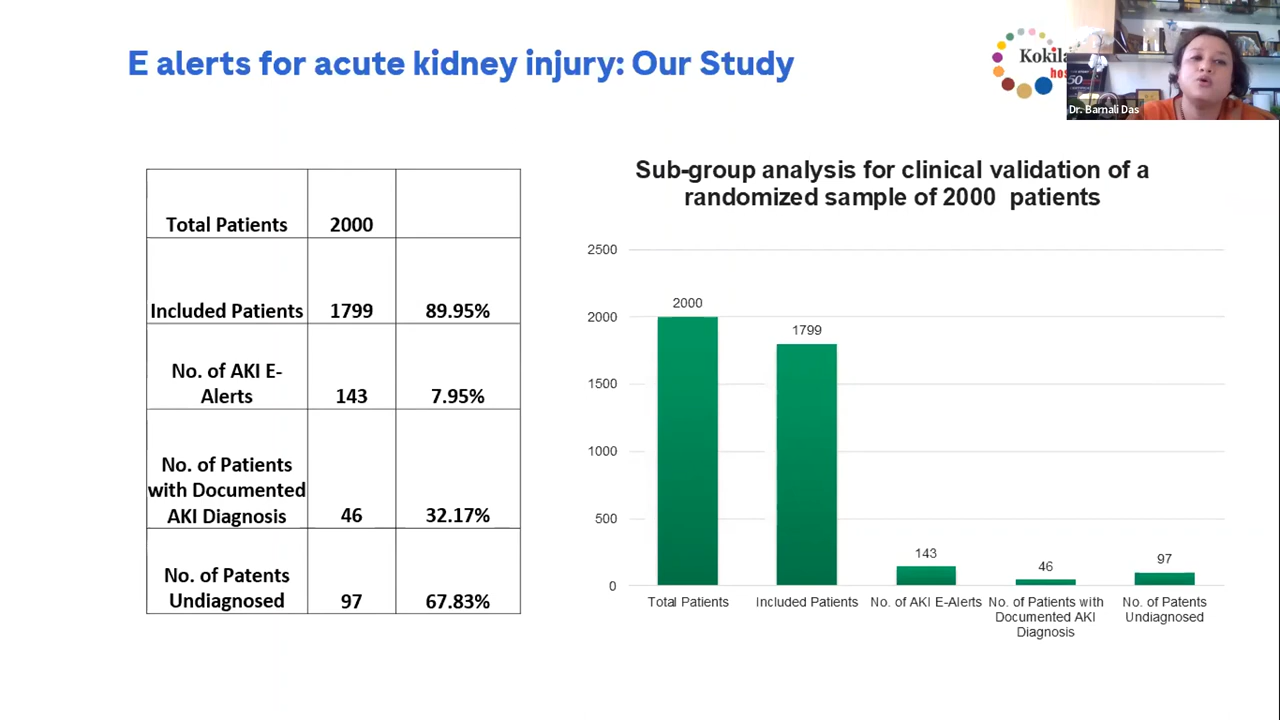 E alerts for acute kidney injury: Our Study
Kokila
hos
50
Dr. Barnali Das
Total Patients 2000
Included Patients 1799 89.95%
No. of AKI E-
Alerts 143 7.95%
No. of Patients
with Documented
AKI Diagnosis 46 32.17%
No. of Patents
Undiagnosed 97 67.83%
Sub-group analysis for clinical validation of a
randomized sample of 2000 patients
2500
2000
1500
1000
500
0
2000
1799
143
46
97
Total Patients
Included Patients
No. of AKI E-Alerts
No. of Patients with
Documented AKI
Diagnosis
No. of Patents
Undiagnosed